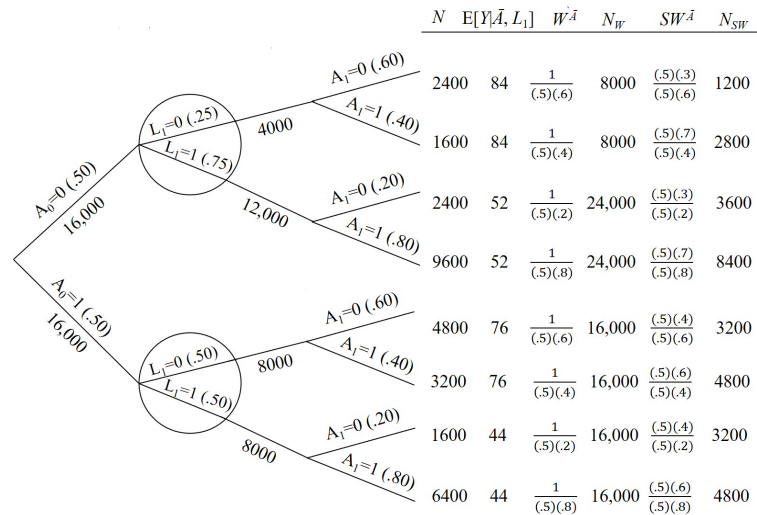 N E[Y|Ā, L₁] W^Ā N_W SW^Ā N_SW
A₁=0 (.60)
2400 84 1/(.5)(.6) 8000 (.5)(.3)/(.5)(.6) 1200
L₁=0 (.25)
4000
A₁=1 (.40)
1600 84 1/(.5)(.4) 8000 (.5)(.7)/(.5)(.4) 2800
L₁=1 (.75)
A₀=0 (.50)
16,000
A₁=0 (.20)
2400 52 1/(.5)(.2) 24,000 (.5)(.3)/(.5)(.2) 3600
12,000
A₁=1 (.80)
9600 52 1/(.5)(.8) 24,000 (.5)(.7)/(.5)(.8) 8400
A₀=1 (.50)
16,000
A₁=0 (.60)
4800 76 1/(.5)(.6) 16,000 (.5)(.4)/(.5)(.6) 3200
L₁=0 (.50)
8000
A₁=1 (.40)
3200 76 1/(.5)(.4) 16,000 (.5)(.6)/(.5)(.4) 4800
L₁=1 (.50)
A₁=0 (.20)
1600 44 1/(.5)(.2) 16,000 (.5)(.4)/(.5)(.2) 3200
8000
A₁=1 (.80)
6400 44 1/(.5)(.8) 16,000 (.5)(.6)/(.5)(.8) 4800